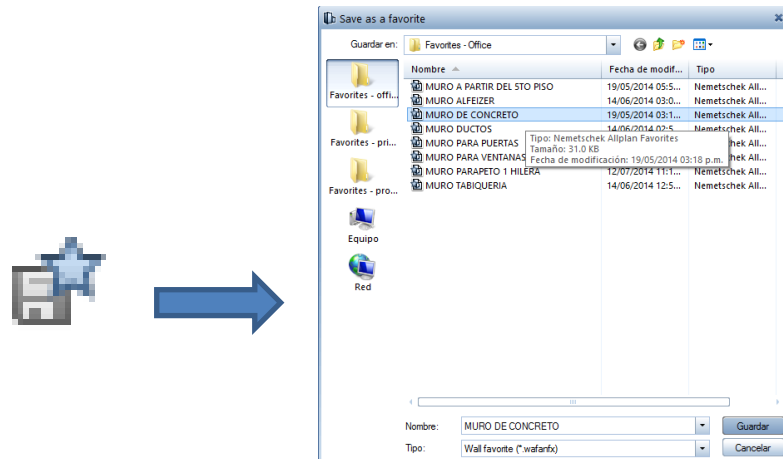 Save as a favorite
Guardar en: Favorites - Office
Nombre Fecha de modif... Tipo
MURO A PARTIR DEL 5TO PISO 19/05/2014 05:5... Nemetschek All...
MURO ALFEIZER 14/06/2014 03:0... Nemetschek All...
MURO DE CONCRETO 19/05/2014 03:1... Nemetschek All...
MURO DUCTOS 14/06/2014 02:5... Nemetschek All...
MURO PARA PUERTAS Nemetschek All...
MURO PARA VENTANAS Nemetschek All...
MURO PARAPETO 1 HILERA 12/07/2014 11:1... Nemetschek All...
MURO TABIQUERIA 14/06/2014 12:5... Nemetschek All...
Tipo: Nemetschek Allplan Favorites
Tamaño: 31.0 KB
Fecha de modificación: 19/05/2014 03:18 p.m.
Favorites - offi...
Favorites - pri...
Favorites - pro...
Equipo
Red
Nombre: MURO DE CONCRETO Guardar
Tipo: Wall favorite (*.wafanfx) Cancelar